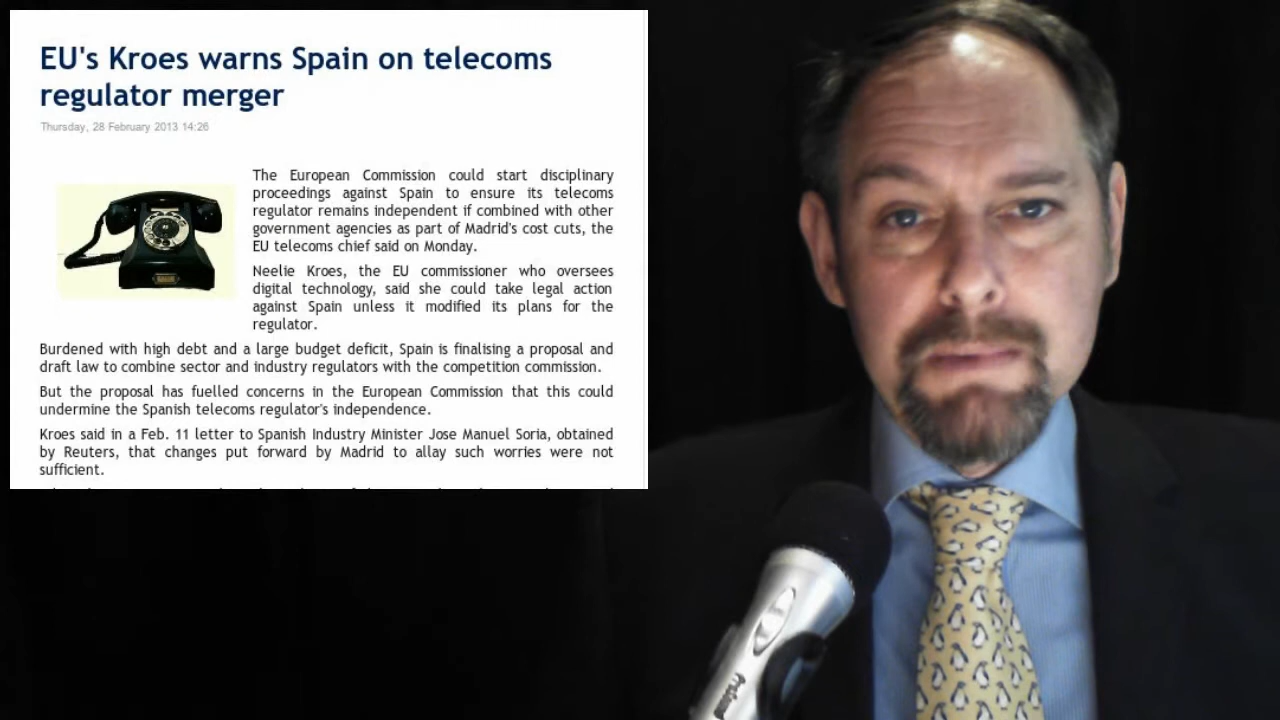 EU's Kroes warns Spain on telecoms
regulator merger
Thursday, 28 February 2013 14:26
The European Commission could start disciplinary
proceedings against Spain to ensure its telecoms
regulator remains independent if combined with other
government agencies as part of Madrid's cost cuts, the
EU telecoms chief said on Monday.
Neelie Kroes, the EU commissioner who oversees
digital technology, said she could take legal action
against Spain unless it modified its plans for the
regulator.
Burdened with high debt and a large budget deficit, Spain is finalising a proposal and
draft law to combine sector and industry regulators with the competition commission.
But the proposal has fuelled concerns in the European Commission that this could
undermine the Spanish telecoms regulator's independence.
Kroes said in a Feb. 11 letter to Spanish Industry Minister Jose Manuel Soria, obtained
by Reuters, that changes put forward by Madrid to allay such worries were not
sufficient.